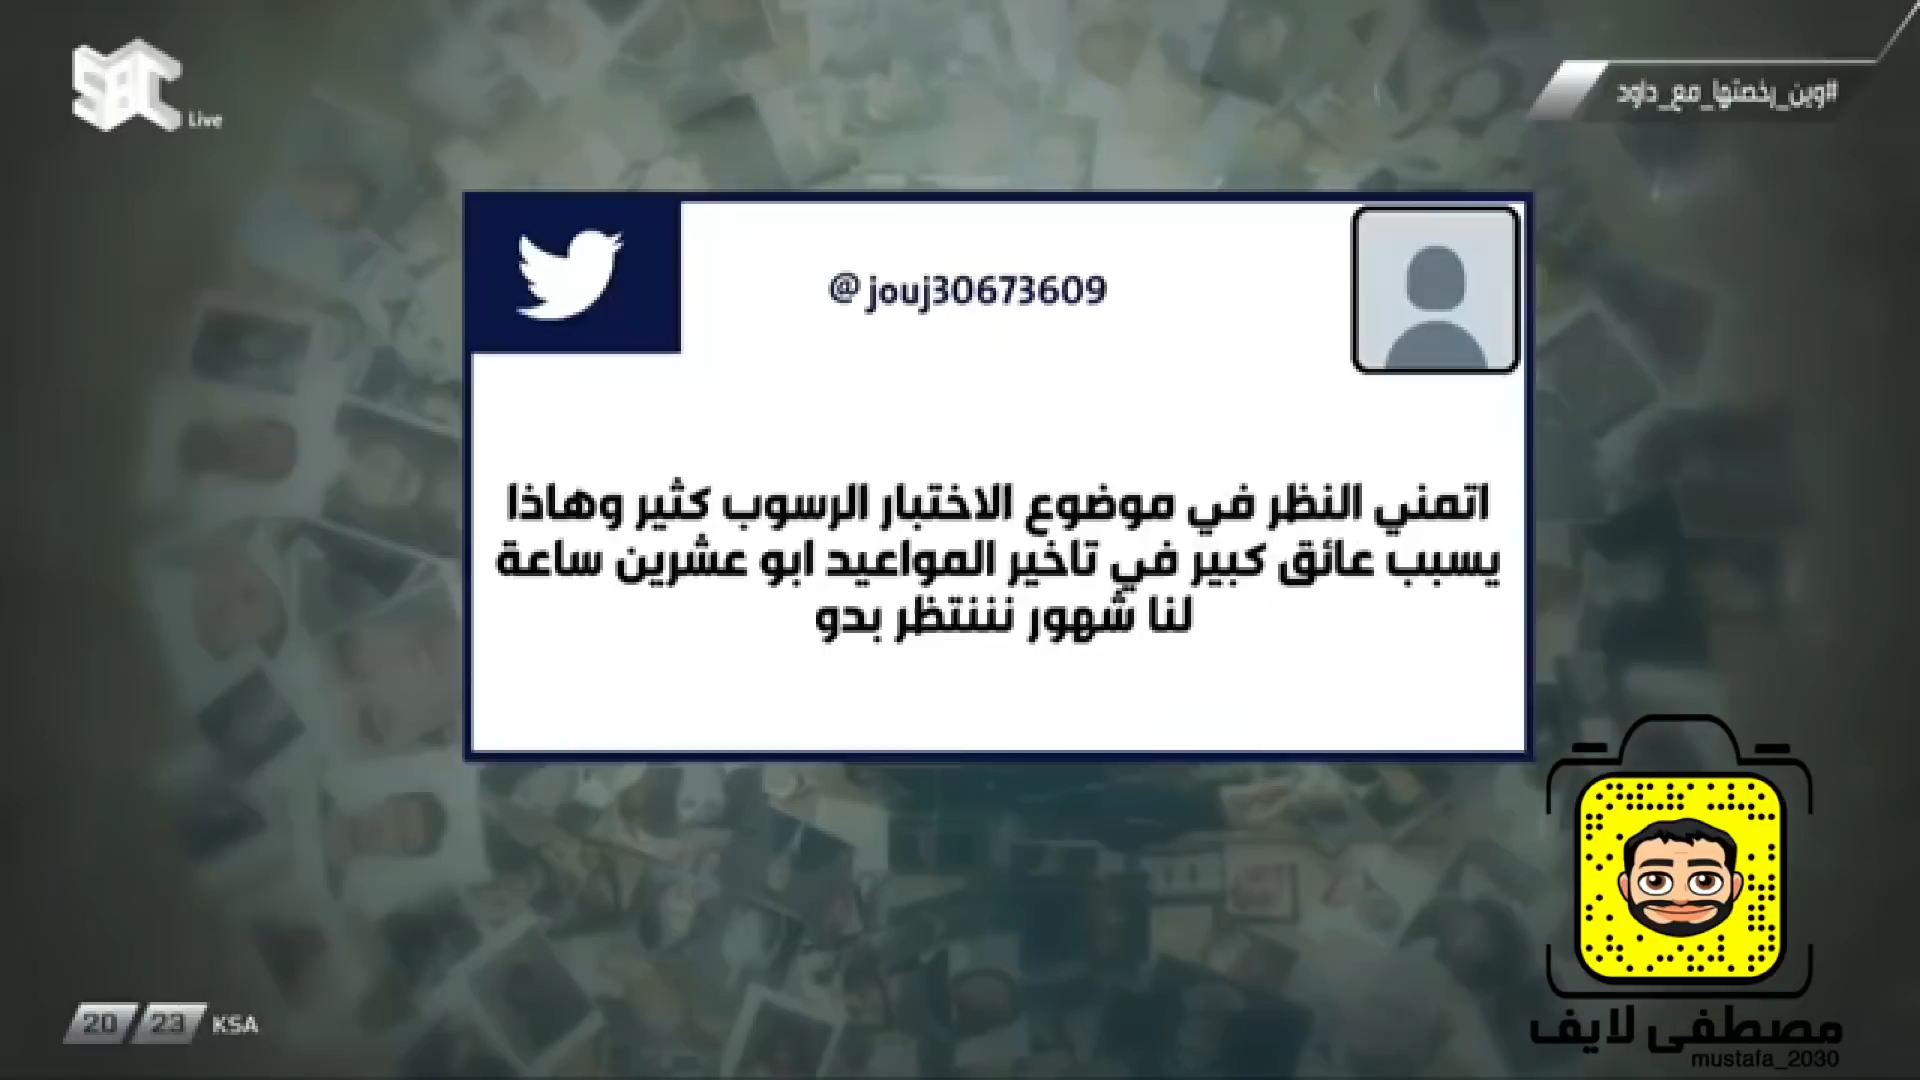 SBC Live
#وين_رخصتها_مع_داود
@jouj30673609
اتمني النظر في موضوع الاختبار الرسوب كثير وهاذا
يسبب عائق كبير في تاخير المواعيد ابو عشرين ساعة
لنا شهور نننتظر بدو
20 23 KSA
مصطفى لايف
mustafa_2030